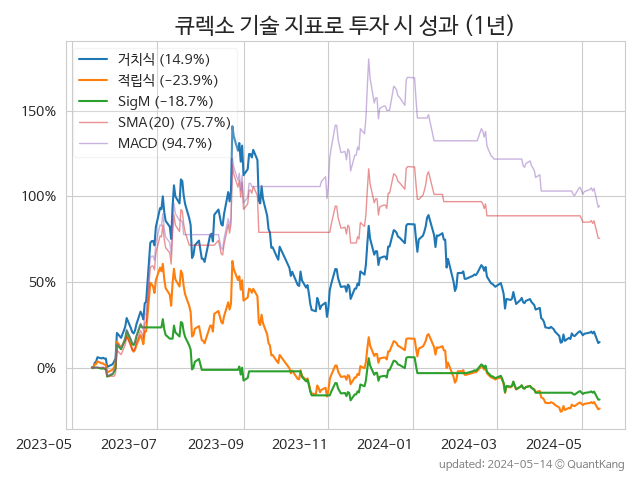 큐렉소 기술 지표로 투자 시 성과 (1년)
거치식 (14.9%)
적립식 (-23.9%)
SigM (-18.7%)
SMA(20) (75.7%)
MACD (94.7%)
150%
100%
50%
0%
2023-05 2023-07 2023-09 2023-11 2024-01 2024-03 2024-05
updated: 2024-05-14 © QuantKang